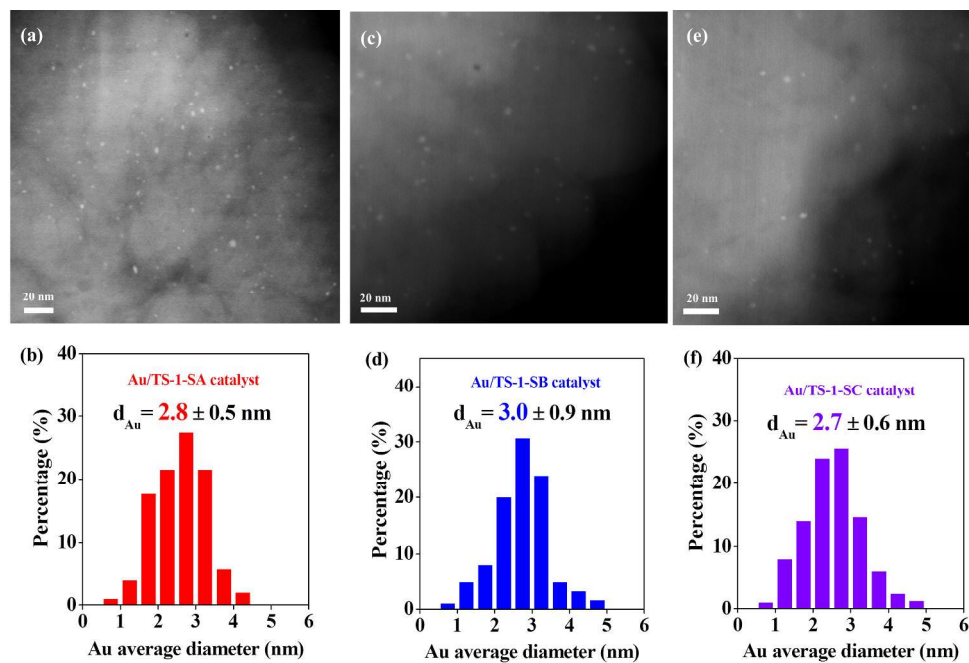 (a)
20 nm
(c)
20 nm
(e)
20 nm
(b)
Au/TS-1-SA catalyst
dAu = 2.8 ± 0.5 nm
Percentage (%)
40
30
20
10
0
0 1 2 3 4 5 6
Au average diameter (nm)
(d)
Au/TS-1-SB catalyst
dAu = 3.0 ± 0.9 nm
Percentage (%)
40
30
20
10
0
0 1 2 3 4 5 6
Au average diameter (nm)
(f)
Au/TS-1-SC catalyst
dAu = 2.7 ± 0.6 nm
Percentage (%)
40
30
20
10
0
0 1 2 3 4 5 6
Au average diameter (nm)